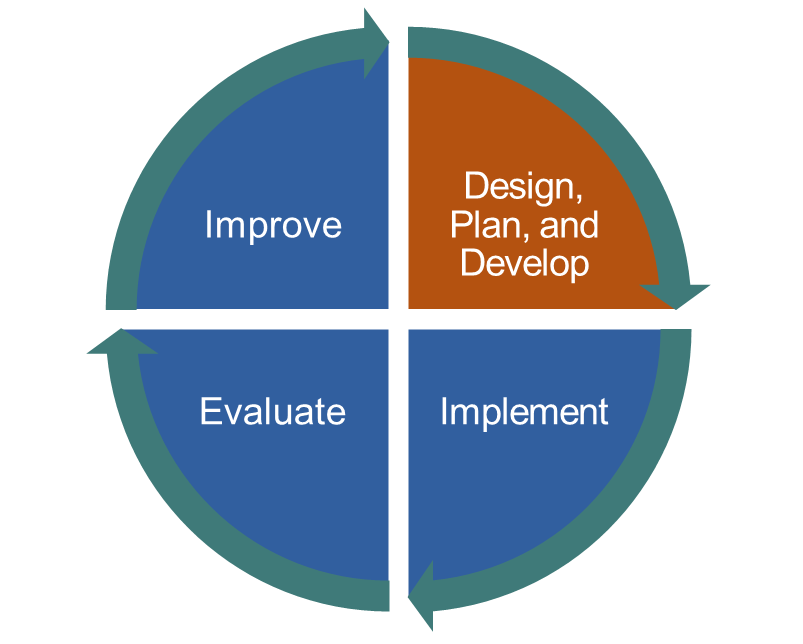 Improve
Design,
Plan, and
Develop
Evaluate
Implement